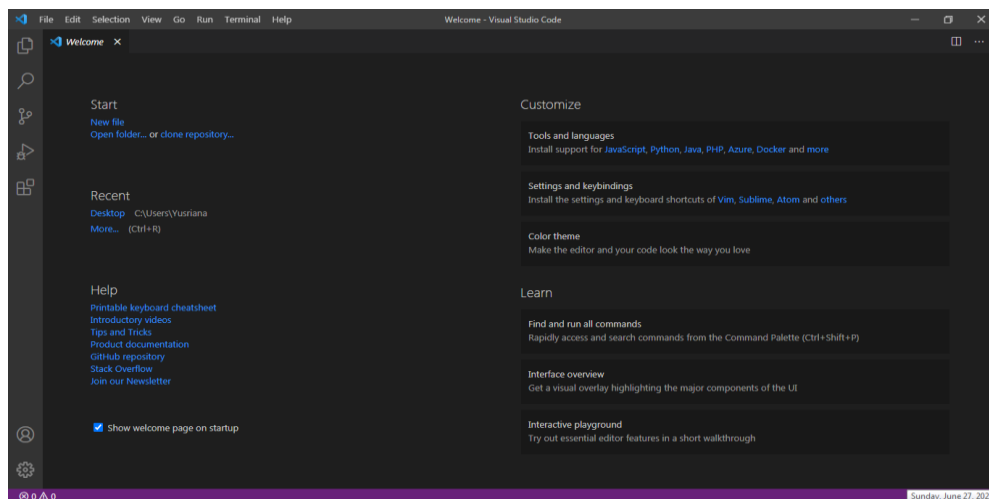 File Edit Selection View Go Run Terminal Help
Welcome - Visual Studio Code
Welcome
Start
New file
Open folder... or clone repository...
Recent
Desktop C:\Users\Yusriana
More... (Ctrl+R)
Help
Printable keyboard cheatsheet
Introductory videos
Tips and Tricks
Product documentation
GitHub repository
Stack Overflow
Join our Newsletter
Show welcome page on startup
Customize
Tools and languages
Install support for JavaScript, Python, Java, PHP, Azure, Docker and more
Settings and keybindings
Install the settings and keyboard shortcuts of Vim, Sublime, Atom and others
Color theme
Make the editor and your code look the way you love
Learn
Find and run all commands
Rapidly access and search commands from the Command Palette (Ctrl+Shift+P)
Interface overview
Get a visual overlay highlighting the major components of the UI
Interactive playground
Try out essential editor features in a short walkthrough
0 0
Sunday, June 27, 202